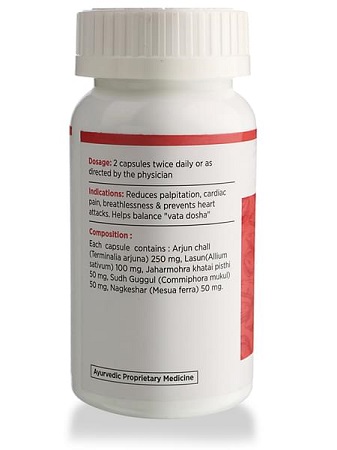 Dosage: 2 capsules twice daily or as
directed by the physician
Indications: Reduces palpitation, cardiac
pain, breathlessness & prevents heart
attacks. Helps balance "vata dosha"
Composition :
Each capsule contains : Arjun chall
(Terminalia arjuna) 250 mg, Lasun(Allium
sativum) 100 mg, Jaharmohra khatai pisthi
50 mg, Sudh Guggul (Commiphora mukul)
50 mg, Nagkeshar (Mesua ferra) 50 mg.
Ayurvedic Proprietary Medicine